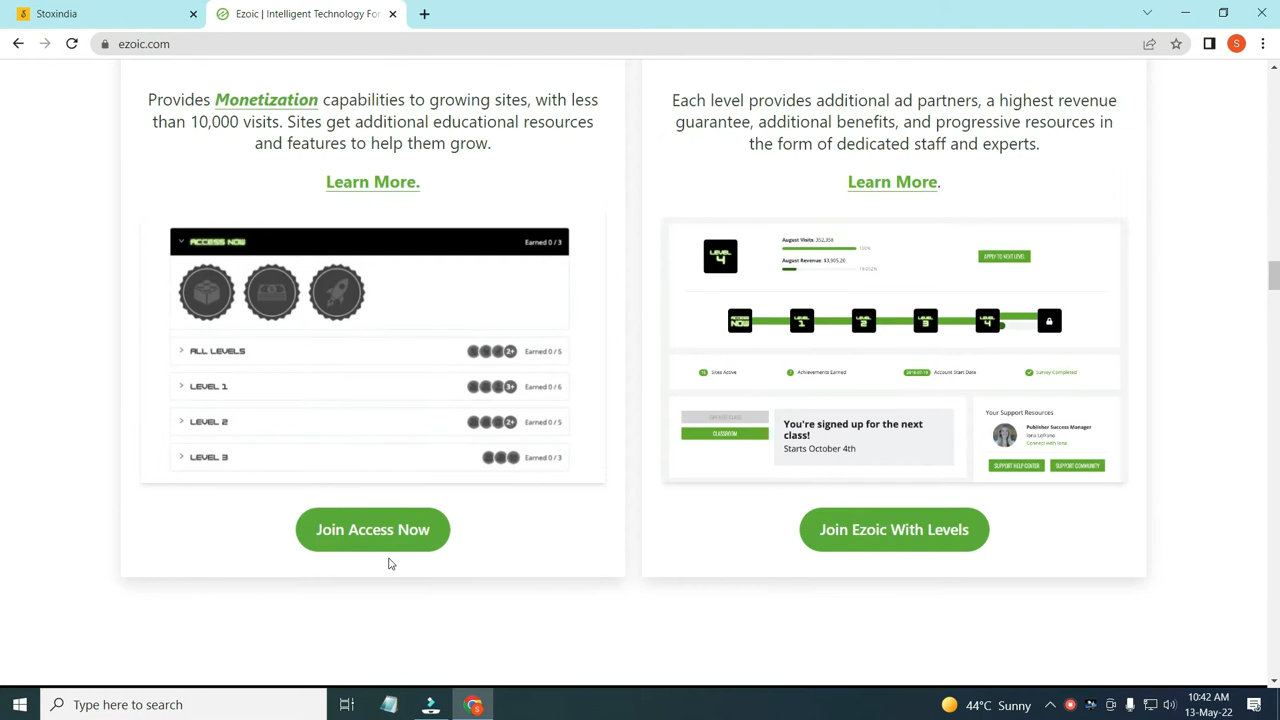 Stoxindia
Ezoic | Intelligent Technology For
ezoic.com
S
Provides Monetization capabilities to growing sites, with less
than 10,000 visits. Sites get additional educational resources
and features to help them grow.
Learn More.
ACCESS NOW
Earned 0 / 3
ALL LEVELS
2+
Earned 0 / 5
LEVEL 1
3+
Earned 0 / 6
LEVEL 2
2+
Earned 0 / 5
LEVEL 3
Earned 0 / 3
Join Access Now
Each level provides additional ad partners, a highest revenue
guarantee, additional benefits, and progressive resources in
the form of dedicated staff and experts.
Learn More.
LEVEL
4
August Visits: 352,358
100%
August Revenue: $3,905.20
APPLY TO NEXT LEVEL
ACCESS
NOW
LEVEL
1
LEVEL
2
LEVEL
3
LEVEL
4
Sites Active
Achievements Earned
Account Start Date
Survey Completed
CLASSROOM
You're signed up for the next
class!
Starts October 4th
Your Support Resources
Publisher Success Manager
SUPPORT HELP CENTER
SUPPORT COMMUNITY
Join Ezoic With Levels
Type here to search
44°C Sunny
10:42 AM
13-May-22